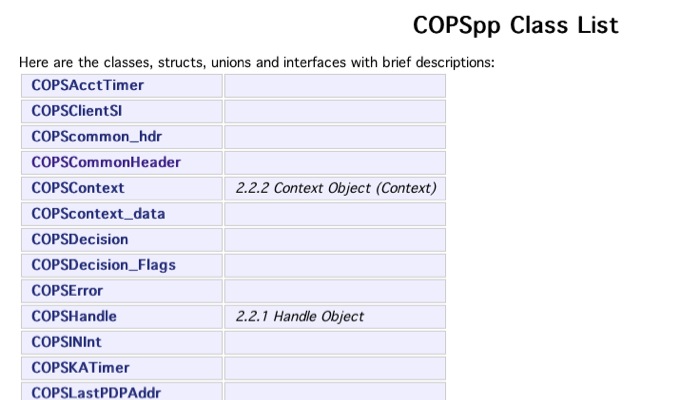 COPSpp Class List
Here are the classes, structs, unions and interfaces with brief descriptions:
COPSAcctTimer
COPSClientSI
COPScommon_hdr
COPSCommonHeader
COPSContext 2.2.2 Context Object (Context)
COPScontext_data
COPSDecision
COPSDecision_Flags
COPSError
COPSHandle 2.2.1 Handle Object
COPSINInt
COPSKATimer
COPSLastPDPAddr